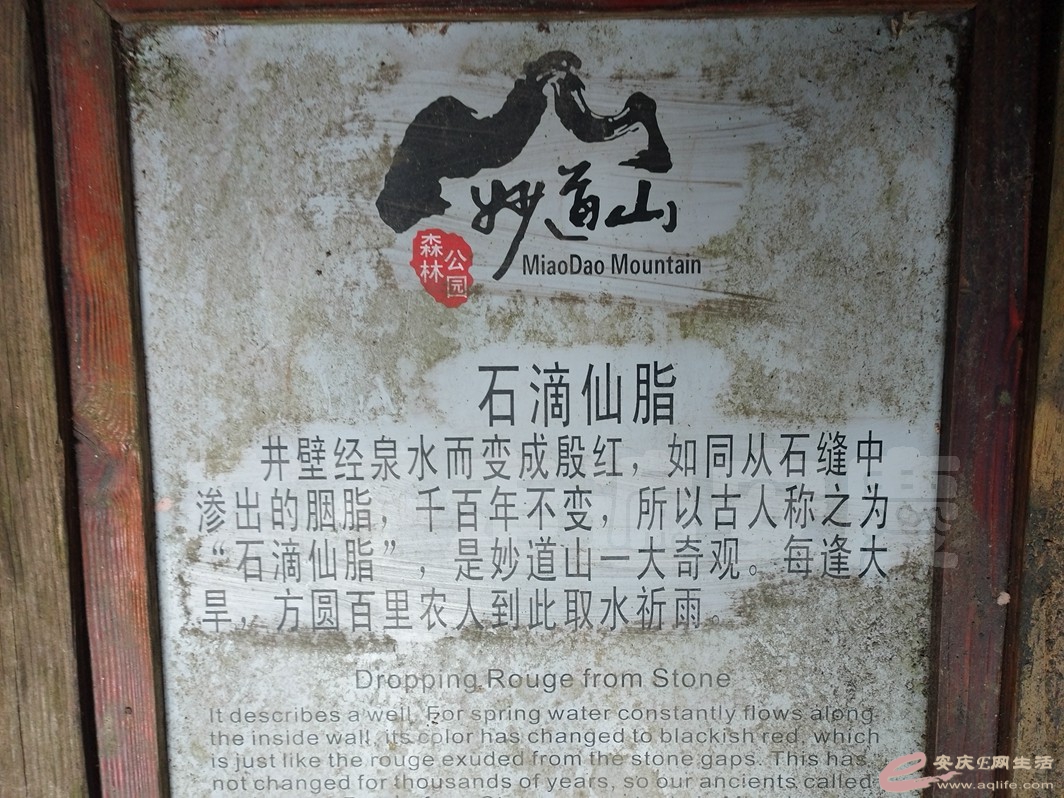 妙道山
森林
公园
MiaoDao Mountain
石滴仙脂
井壁经泉水而变成殷红，如同从石缝中
渗出的胭脂，千百年不变，所以古人称之为
“石滴仙脂”，是妙道山一大奇观。每逢大
旱，方圆百里农人到此取水祈雨。
Dropping Rouge from Stone
It describes a well. For spring water constantly flows along
the inside wall, its color has changed to blackish red, which
is just like the rouge exuded from the stone gaps. This has
not changed for thousands of years, so our ancients called
安庆E网生活
www.aqlife.com